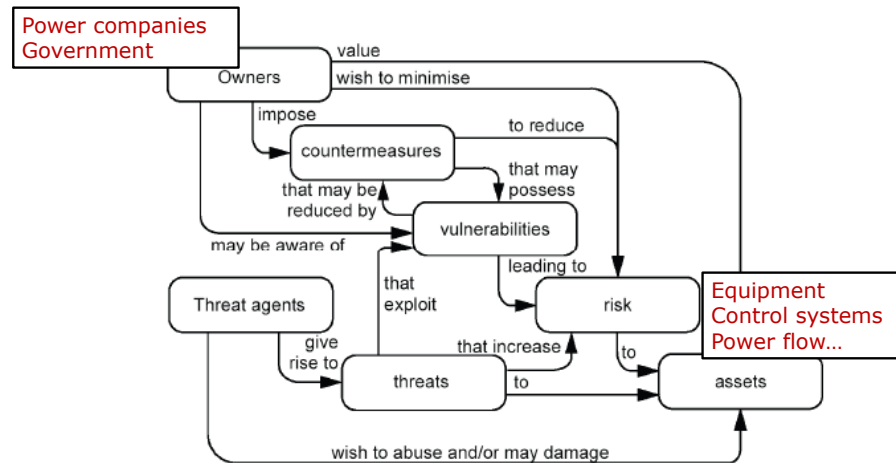 Power companies
Government
value
Owners
wish to minimise
impose
to reduce
countermeasures
that may
possess
that may be
reduced by
vulnerabilities
may be aware of
leading to
that
exploit
Threat agents
risk
Equipment
Control systems
Power flow...
give
rise to
that increase
to
threats
to
assets
wish to abuse and/or may damage